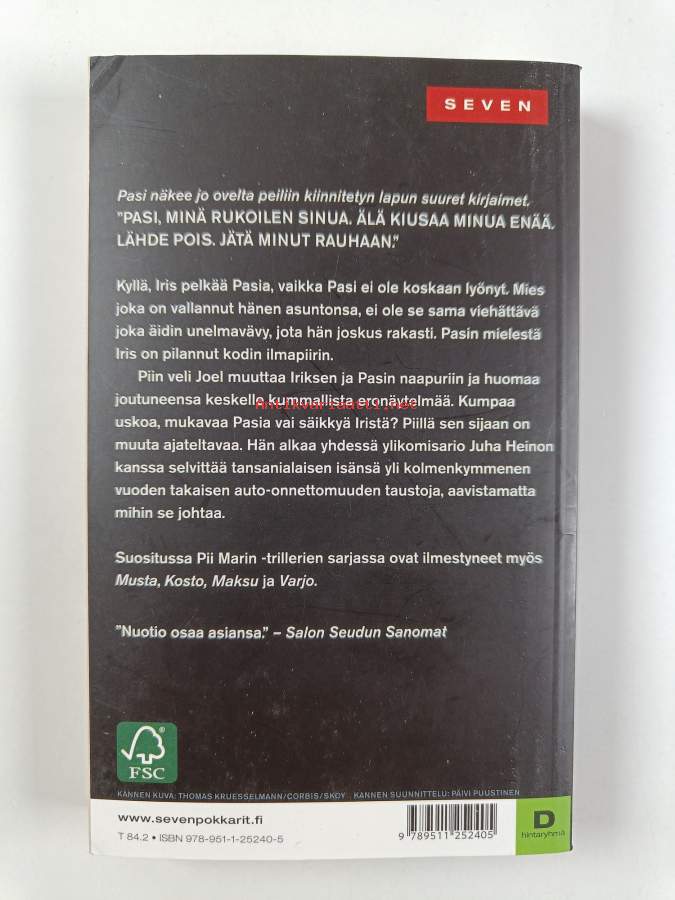 SEVEN
Pasi näkee jo ovelta peiliin kiinnitetyn lapun suuret kirjaimet.
"PASI, MINÄ RUKOILEN SINUA. ÄLÄ KIUSAA MINUA ENÄÄ.
LÄHDE POIS. JÄTÄ MINUT RAUHAAN."
Kyllä, Iris pelkää Pasia, vaikka Pasi ei ole koskaan lyönyt. Mies
joka on vallannut hänen asuntonsa, ei ole se sama viehättävä
joka äidin unelmavävy, jota hän joskus rakasti. Pasin mielestä
Iris on pilannut kodin ilmapiirin.
Piin veli Joel muuttaa Iriksen ja Pasin naapuriin ja huomaa
joutuneensa keskelle kummallista eronäytelmää. Kumpaa
Antikvariaatti.net
uskoa, mukavaa Pasia vai säikkyä Iristä? Piillä sen sijaan on
muuta ajateltavaa. Hän alkaa yhdessä ylikomisario Juha Heinon
kanssa selvittää tansanialaisen isänsä yli kolmenkymmenen
vuoden takaisen auto-onnettomuuden taustoja, aavistamatta
mihin se johtaa.
Suositussa Pii Marin -trillerien sarjassa ovat ilmestyneet myös
Musta, Kosto, Maksu ja Varjo.
"Nuotio osaa asiansa." – Salon Seudun Sanomat
FSC
KANNEN KUVA: THOMAS KRUESSELMANN/CORBIS/SKOY KANNEN SUUNNITTELU: PÄIVI PUUSTINEN
www.sevenpokkarit.fi
T 84.2 • ISBN 978-951-1-25240-5
9 789511 252405
D
hintaryhmä